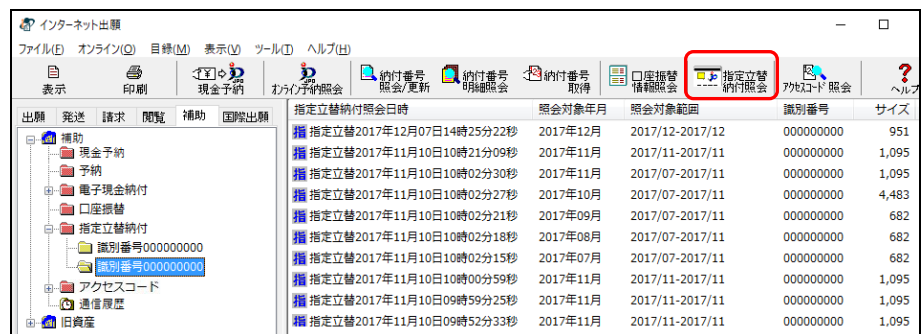 インターネット出願
ファイル(F) オンライン(O) 目録(M) 表示(V) ツール(T) ヘルプ(H)
表示 印刷 現金予納 オンライン予納照会 納付番号照会/更新 納付番号明細照会 納付番号取得 口座振替情報照会 指定立替納付照会 アクセスコード照会 ヘルプ
出願 発送 請求 閲覧 補助 国際出願
補助
現金予納
予納
電子現金納付
口座振替
指定立替納付
識別番号000000000
識別番号000000000
アクセスコード
通信履歴
旧資産
指定立替納付照会日時 照会対象年月 照会対象範囲 識別番号 サイズ
指 指定立替2017年12月07日14時25分22秒 2017年12月 2017/12-2017/12 000000000 951
指 指定立替2017年11月10日10時21分09秒 2017年11月 2017/11-2017/11 000000000 1,095
指 指定立替2017年11月10日10時02分30秒 2017年11月 2017/07-2017/11 000000000 1,095
指 指定立替2017年11月10日10時02分27秒 2017年10月 2017/07-2017/11 000000000 4,483
指 指定立替2017年11月10日10時02分21秒 2017年09月 2017/07-2017/11 000000000 682
指 指定立替2017年11月10日10時02分18秒 2017年08月 2017/07-2017/11 000000000 682
指 指定立替2017年11月10日10時02分15秒 2017年07月 2017/07-2017/11 000000000 682
指 指定立替2017年11月10日10時00分59秒 2017年11月 2017/11-2017/11 000000000 1,095
指 指定立替2017年11月10日09時59分25秒 2017年11月 2017/11-2017/11 000000000 1,095
指 指定立替2017年11月10日09時52分33秒 2017年11月 2017/11-2017/11 000000000 1,095